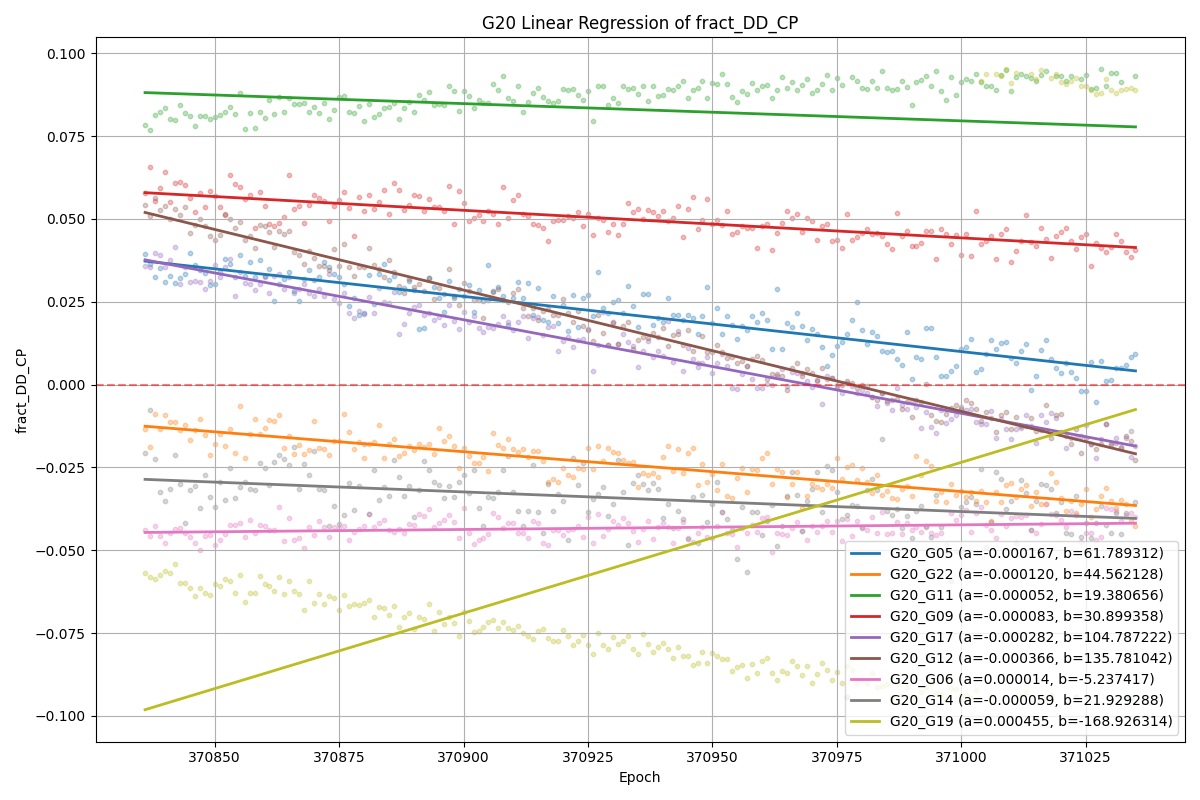 G20 Linear Regression of fract_DD_CP
0.100
0.075
0.050
0.025
0.000
−0.025
−0.050
−0.075
−0.100
fract_DD_CP
G20_G05 (a=-0.000167, b=61.789312)
G20_G22 (a=-0.000120, b=44.562128)
G20_G11 (a=-0.000052, b=19.380656)
G20_G09 (a=-0.000083, b=30.899358)
G20_G17 (a=-0.000282, b=104.787222)
G20_G12 (a=-0.000366, b=135.781042)
G20_G06 (a=0.000014, b=-5.237417)
G20_G14 (a=-0.000059, b=21.929288)
G20_G19 (a=0.000455, b=-168.926314)
370850 370875 370900 370925 370950 370975 371000 371025
Epoch